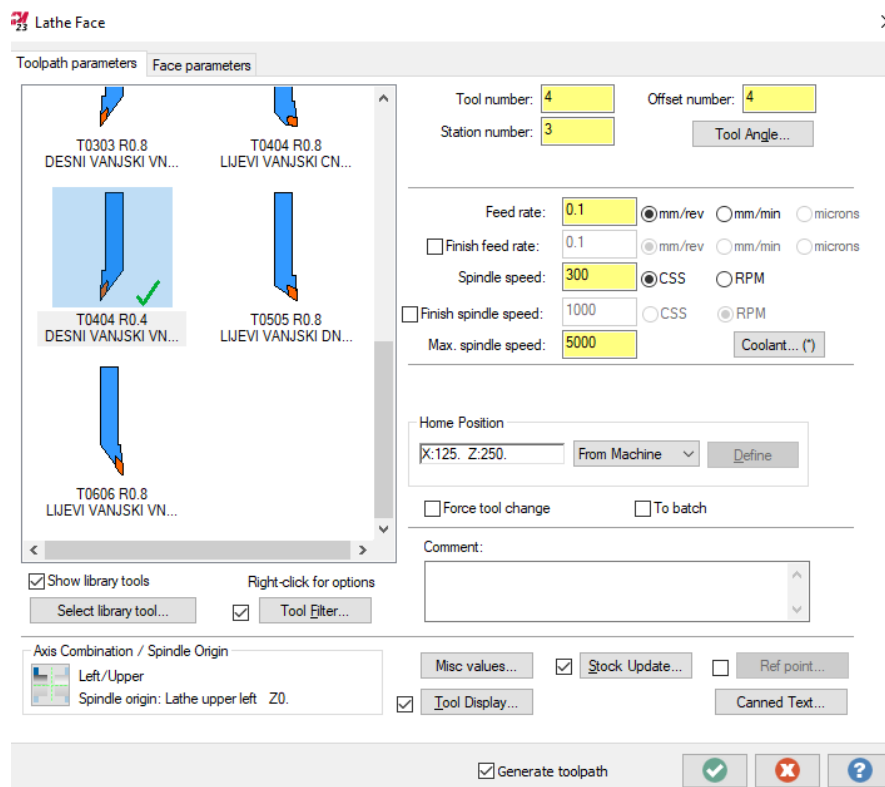 23 Lathe Face
Toolpath parameters Face parameters
T0303 R0.8
DESNI VANJSKI VN...
T0404 R0.8
LIJEVI VANJSKI CN...
T0404 R0.4
DESNI VANJSKI VN...
T0505 R0.8
LIJEVI VANJSKI DN...
T0606 R0.8
LIJEVI VANJSKI VN...
Show library tools Right-click for options
Select library tool... Tool Filter...
Tool number: 4 Offset number: 4
Station number: 3 Tool Angle...
Feed rate: 0.1 mm/rev mm/min microns
Finish feed rate: 0.1 mm/rev mm/min microns
Spindle speed: 300 CSS RPM
Finish spindle speed: 1000 CSS RPM
Max. spindle speed: 5000 Coolant... (*)
Home Position
X:125. Z:250. From Machine Define
Force tool change To batch
Comment:
Axis Combination / Spindle Origin
Left/Upper
Spindle origin: Lathe upper left Z0.
Misc values... Stock Update... Ref point...
Tool Display... Canned Text...
Generate toolpath